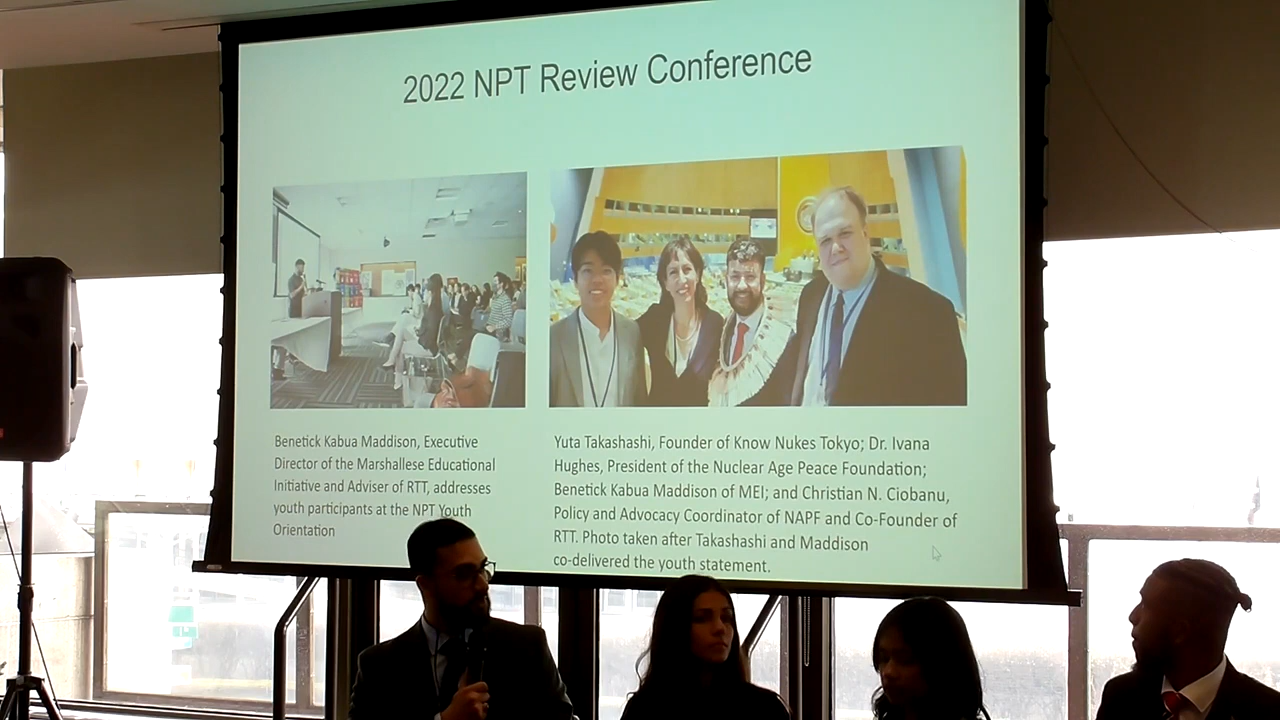 2022 NPT Review Conference
Benetick Kabua Maddison, Executive
Director of the Marshallese Educational
Initiative and Adviser of RTT, addresses
youth participants at the NPT Youth
Orientation
Yuta Takashashi, Founder of Know Nukes Tokyo; Dr. Ivana
Hughes, President of the Nuclear Age Peace Foundation;
Benetick Kabua Maddison of MEI; and Christian N. Ciobanu,
Policy and Advocacy Coordinator of NAPF and Co-Founder of
RTT. Photo taken after Takashashi and Maddison
co-delivered the youth statement.